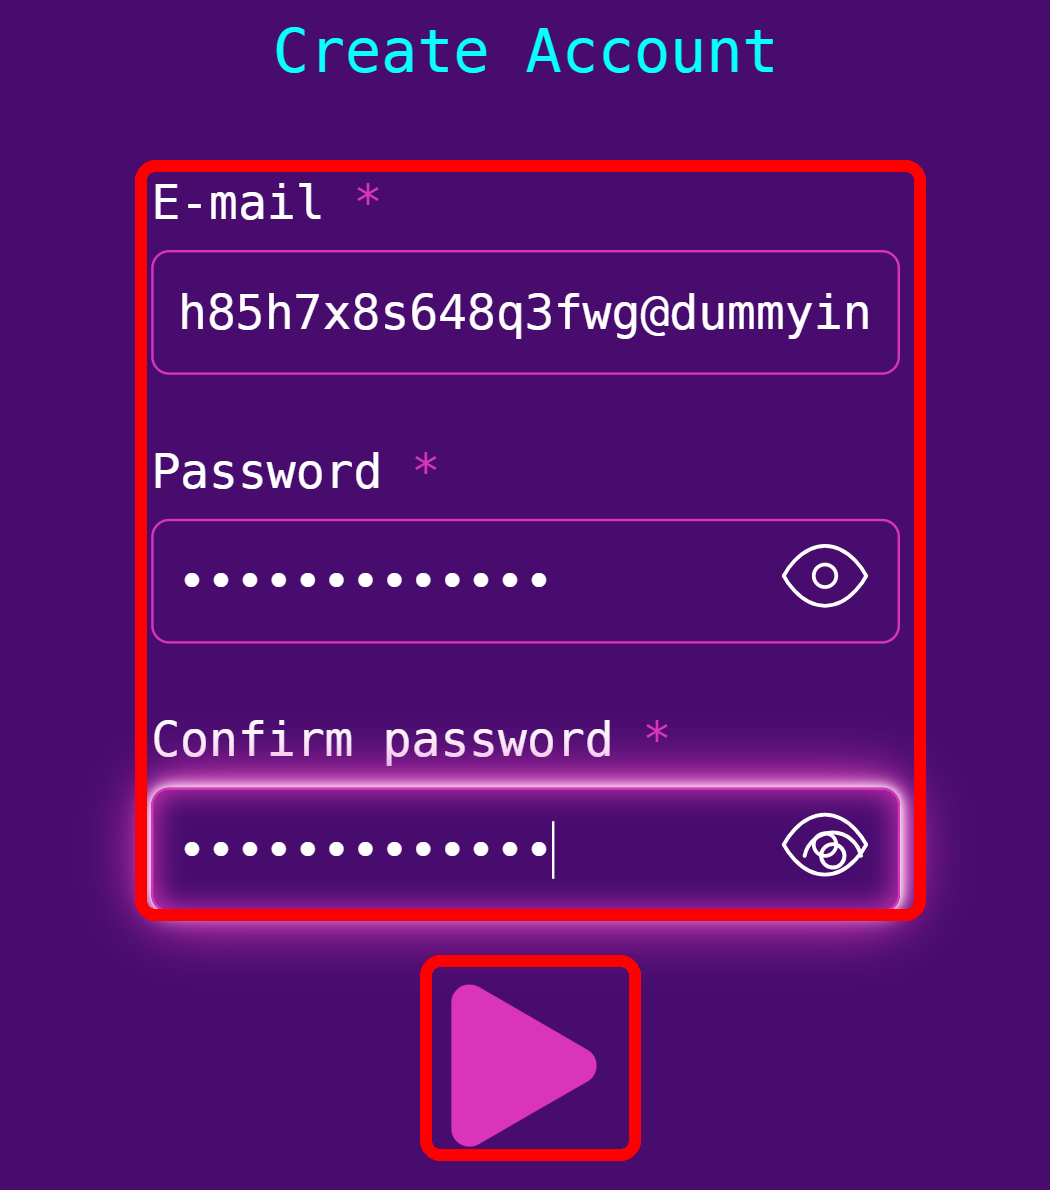 Create Account
E-mail *
h85h7x8s648q3fwg@dummyin
Password *
•••••••••••••
Confirm password *
•••••••••••••